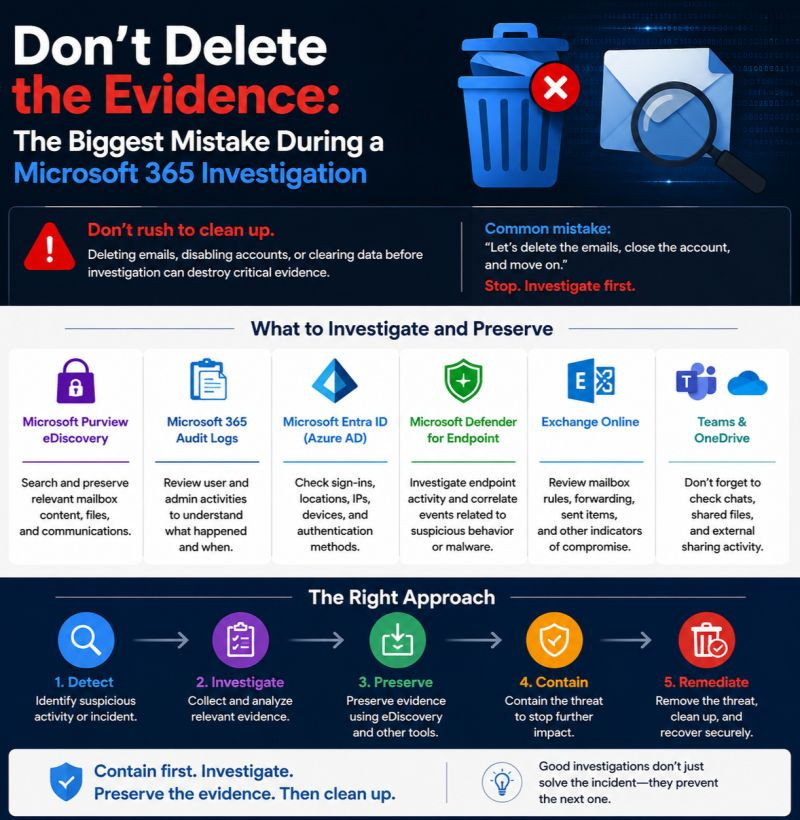 Don't Delete
the Evidence:
The Biggest Mistake During a
Microsoft 365 Investigation
Don't rush to clean up.
Deleting emails, disabling accounts, or clearing data before
investigation can destroy critical evidence.
Common mistake:
“Let's delete the emails, close the account,
and move on.”
Stop. Investigate first.
What to Investigate and Preserve
Microsoft Purview
eDiscovery
Search and preserve
relevant mailbox
content, files,
and communications.
Microsoft 365
Audit Logs
Review user and
admin activities
to understand
what happened
and when.
Microsoft Entra ID
(Azure AD)
Check sign-ins,
locations, IPs,
devices, and
authentication
methods.
Microsoft Defender
for Endpoint
Investigate endpoint
activity and correlate
events related to
suspicious behavior
or malware.
E
Exchange Online
Review mailbox
rules, forwarding,
sent items,
and other indicators
of compromise.
T
Teams &
OneDrive
Don't forget to
check chats,
shared files,
and external
sharing activity.
The Right Approach
1. Detect
Identify suspicious
activity or incident.
2. Investigate
Collect and analyze
relevant evidence.
3. Preserve
Preserve evidence
using eDiscovery
and other tools.
4. Contain
Contain the threat
to stop further
impact.
5. Remediate
Remove the threat,
clean up, and
recover securely.
Contain first. Investigate.
Preserve the evidence. Then clean up.
Good investigations don't just
solve the incident—they prevent
the next one.